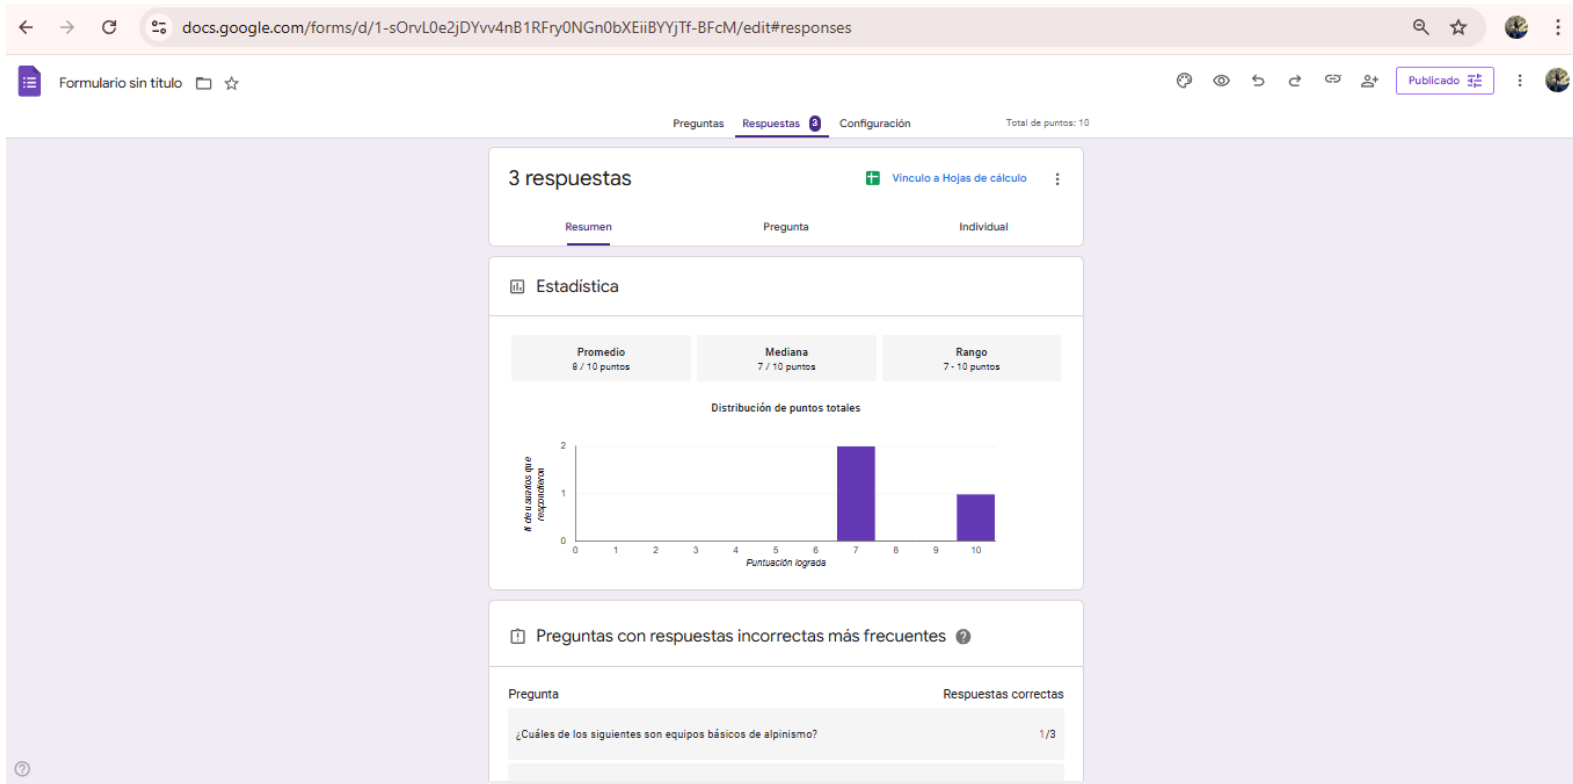 docs.google.com/forms/d/1-sOrvL0e2jDYvv4nB1RFry0NGn0bXEiiBYYjTf-BFcM/edit#responses
Formulario sin título
Publicado
Preguntas Respuestas 3 Configuración Total de puntos: 10
3 respuestas Vínculo a Hojas de cálculo
Resumen Pregunta Individual
Estadística
Promedio Mediana Rango
8 / 10 puntos 7 / 10 puntos 7 - 10 puntos
Distribución de puntos totales
# de usuarios que
respondieron
2
1
0
0 1 2 3 4 5 6 7 8 9 10
Puntuación lograda
Preguntas con respuestas incorrectas más frecuentes
Pregunta Respuestas correctas
¿Cuáles de los siguientes son equipos básicos de alpinismo? 1/3